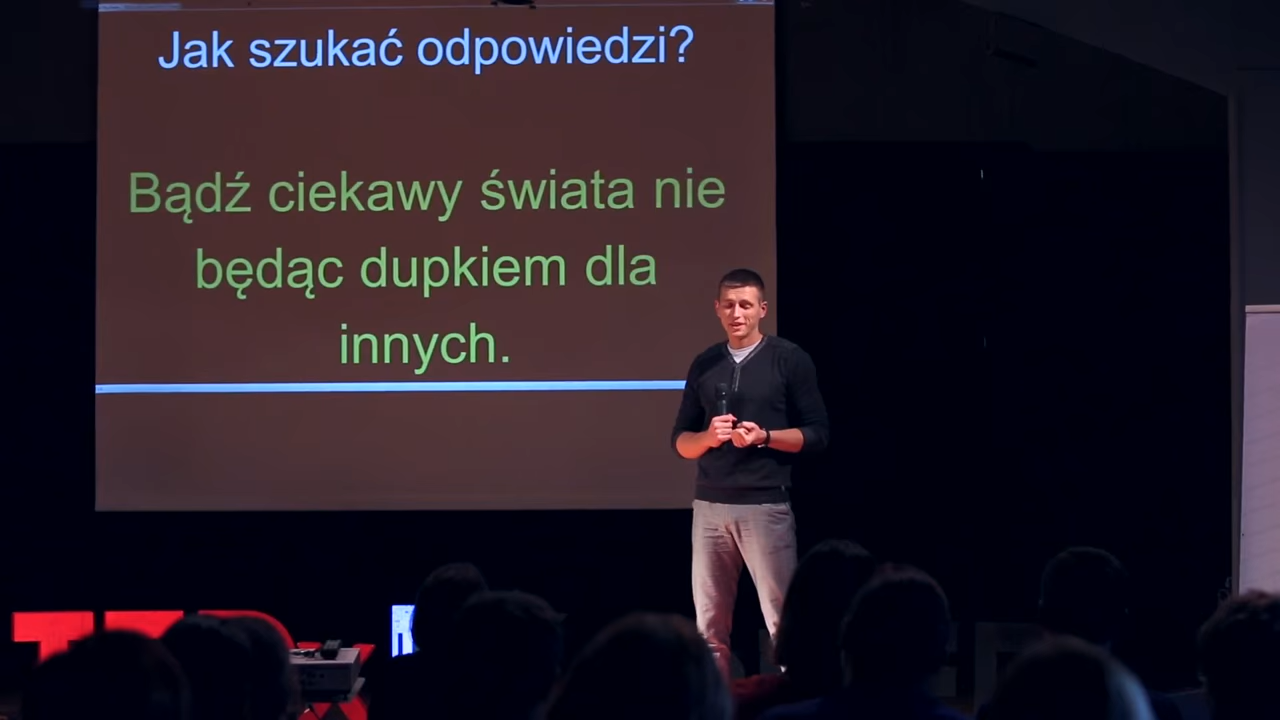 Jak szukać odpowiedzi?
Bądź ciekawy świata nie
będąc dupkiem dla
innych.